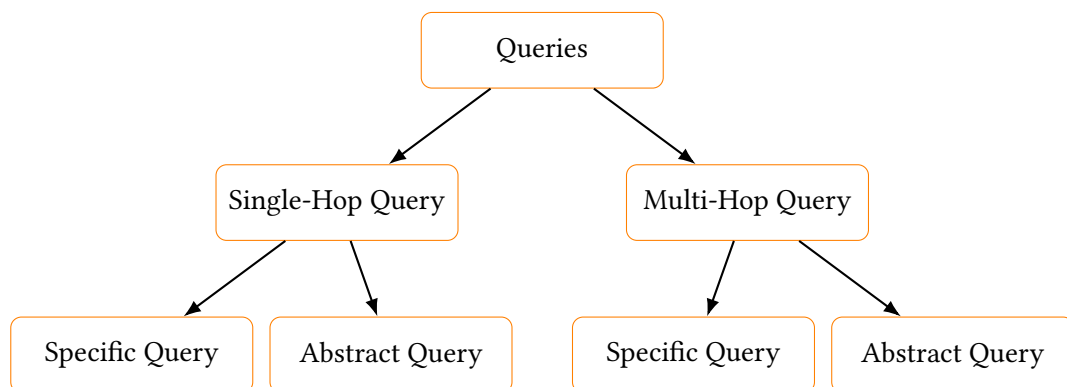 Queries
Single-Hop Query
Multi-Hop Query
Specific Query
Abstract Query
Specific Query
Abstract Query